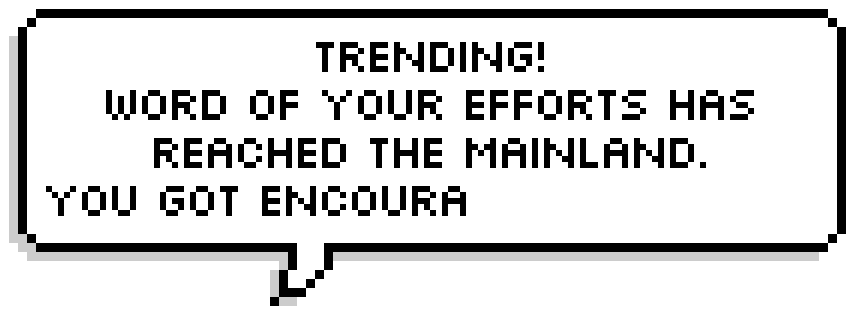 TRENDING!
WORD OF YOUR EFFORTS HAS
REACHED THE MAINLAND.
YOU GOT ENCOURA